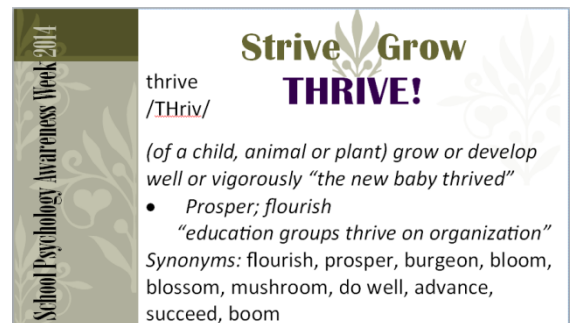 School Psychology Awareness Week 2014
Strive Grow
THRIVE!
thrive
/THriv/
(of a child, animal or plant) grow or develop
well or vigorously “the new baby thrived”
• Prosper; flourish
“education groups thrive on organization”
Synonyms: flourish, prosper, burgeon, bloom,
blossom, mushroom, do well, advance,
succeed, boom